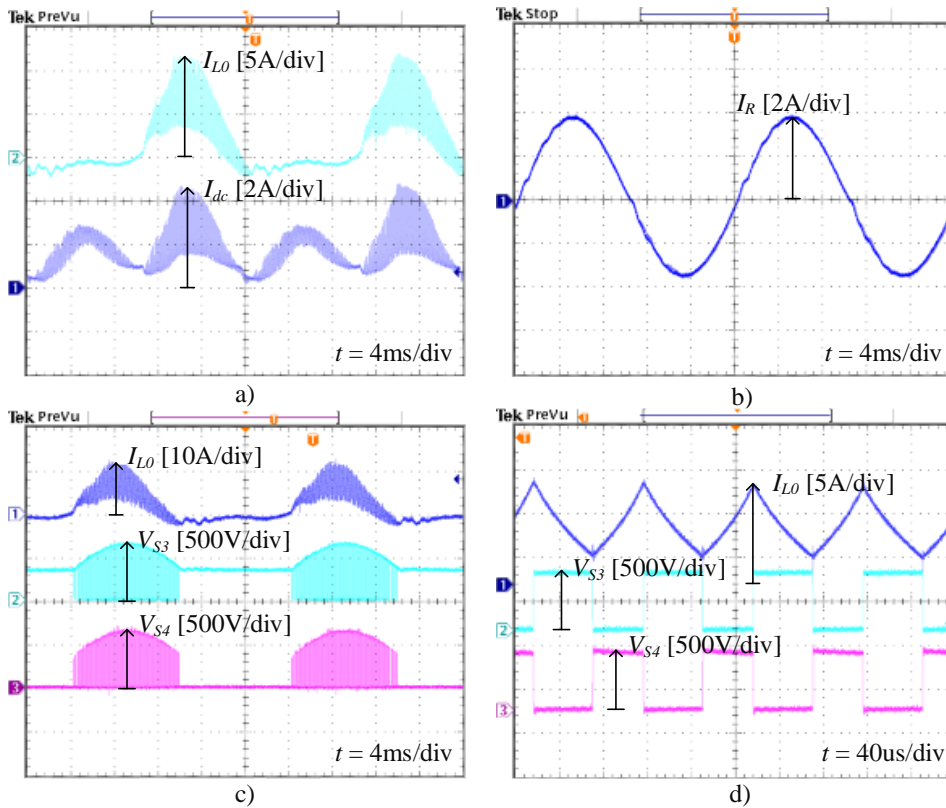 Tek PreVu
T
T
I_L0 [5A/div]
2
I_dc [2A/div]
1
t = 4ms/div
a)
Tek Stop
T
T
I_R [2A/div]
1
t = 4ms/div
b)
Tek PreVu
T
T
I_L0 [10A/div]
1
V_S3 [500V/div]
2
V_S4 [500V/div]
3
t = 4ms/div
c)
Tek PreVu
T
T
I_L0 [5A/div]
1
V_S3 [500V/div]
2
V_S4 [500V/div]
3
t = 40us/div
d)